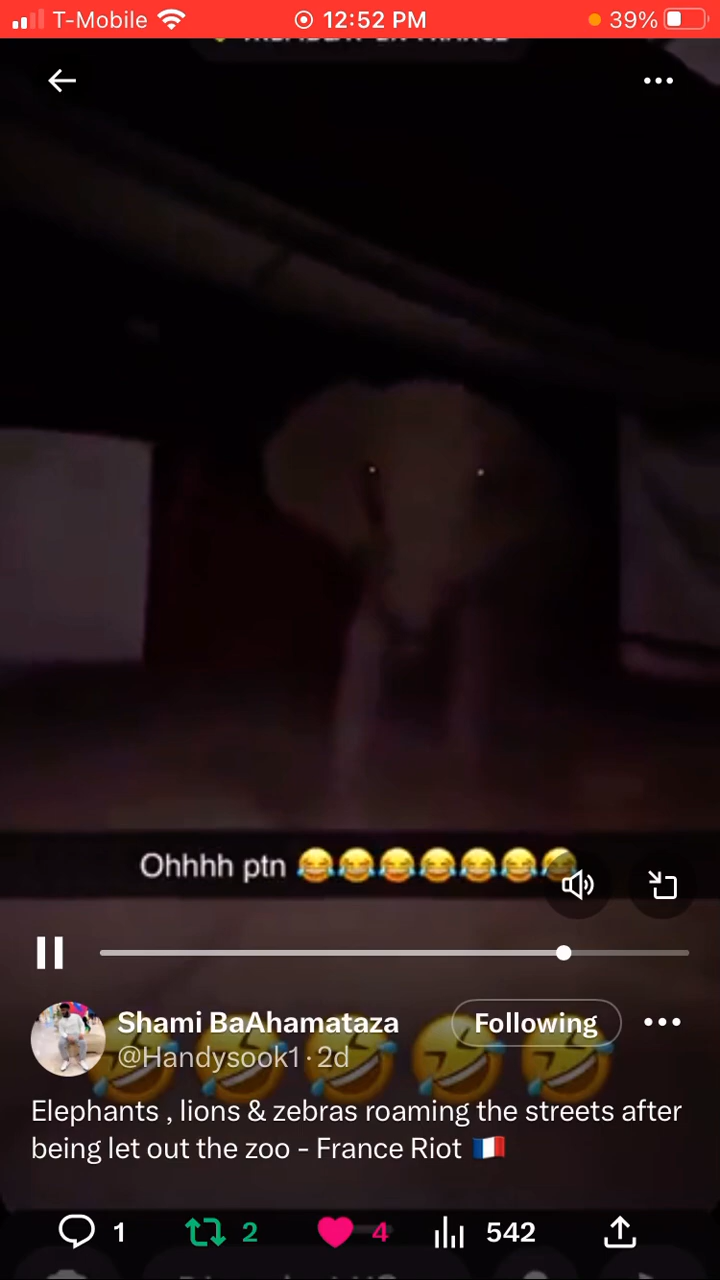 T-Mobile 12:52 PM 39%
Ohhhh ptn 😂😂😂😂😂😂😂
Shami BaAhamataza Following
@Handysook1 · 2d
Elephants , lions & zebras roaming the streets after
being let out the zoo - France Riot 🇫🇷
1 2 4 542